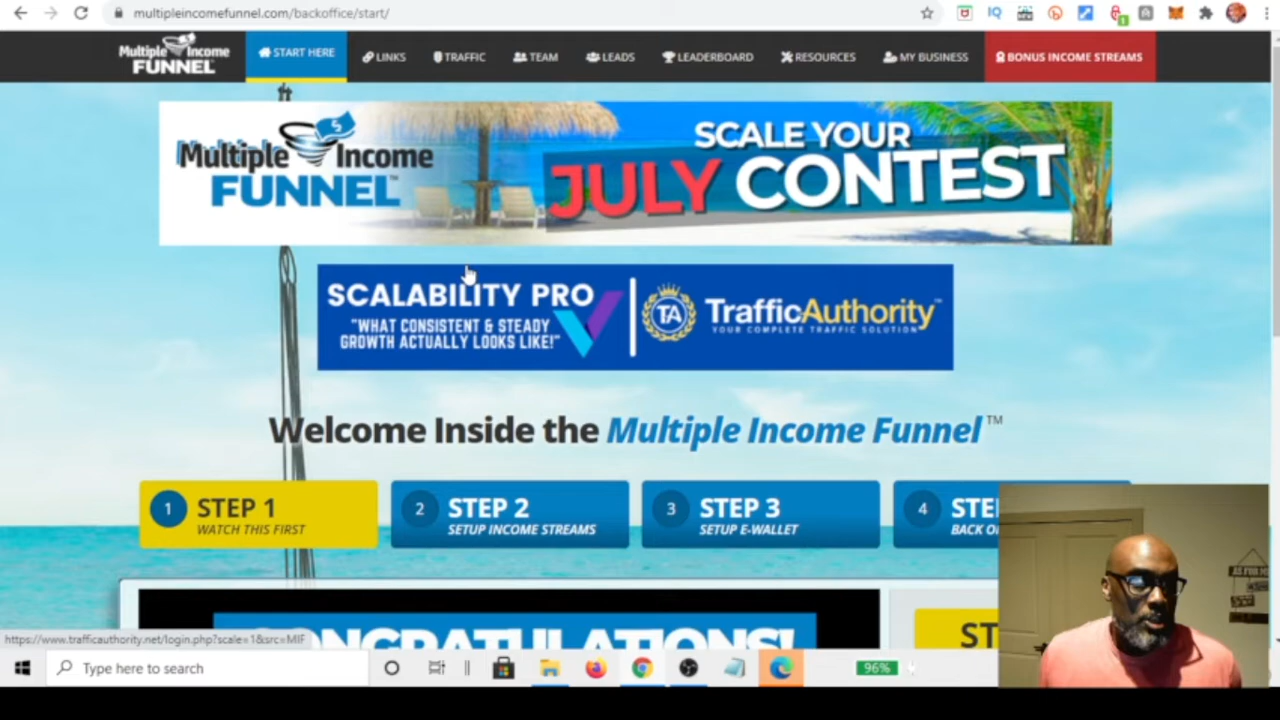 multipleincomefunnel.com/backoffice/start/
Multiple Income
FUNNEL
START HERE
LINKS
TRAFFIC
TEAM
LEADS
LEADERBOARD
RESOURCES
MY BUSINESS
BONUS INCOME STREAMS
Multiple Income
FUNNEL™
SCALE YOUR
JULY CONTEST
SCALABILITY PRO
"WHAT CONSISTENT & STEADY
GROWTH ACTUALLY LOOKS LIKE!"
TA
TrafficAuthority™
YOUR COMPLETE TRAFFIC SOLUTION
Welcome Inside the Multiple Income Funnel™
1 STEP 1
WATCH THIS FIRST
2 STEP 2
SETUP INCOME STREAMS
3 STEP 3
SETUP E-WALLET
4 STE
BACK O
CONGRATULATIONS!
ST
https://www.trafficauthority.net/login.php?scale=1&src=MIF
Type here to search
96%